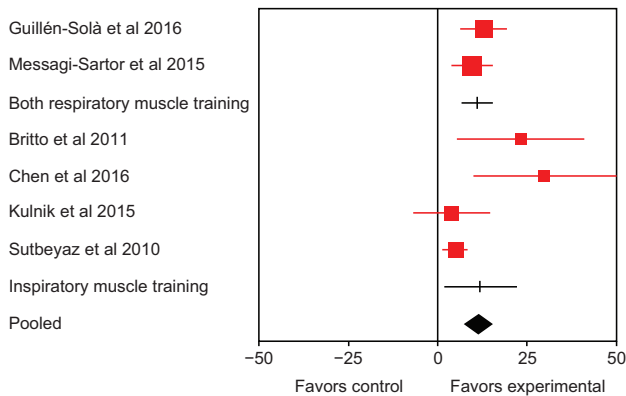 Guillén-Solà et al 2016
Messagi-Sartor et al 2015
Both respiratory muscle training
Britto et al 2011
Chen et al 2016
Kulnik et al 2015
Sutbeyaz et al 2010
Inspiratory muscle training
Pooled
−50 −25 0 25 50
Favors control Favors experimental